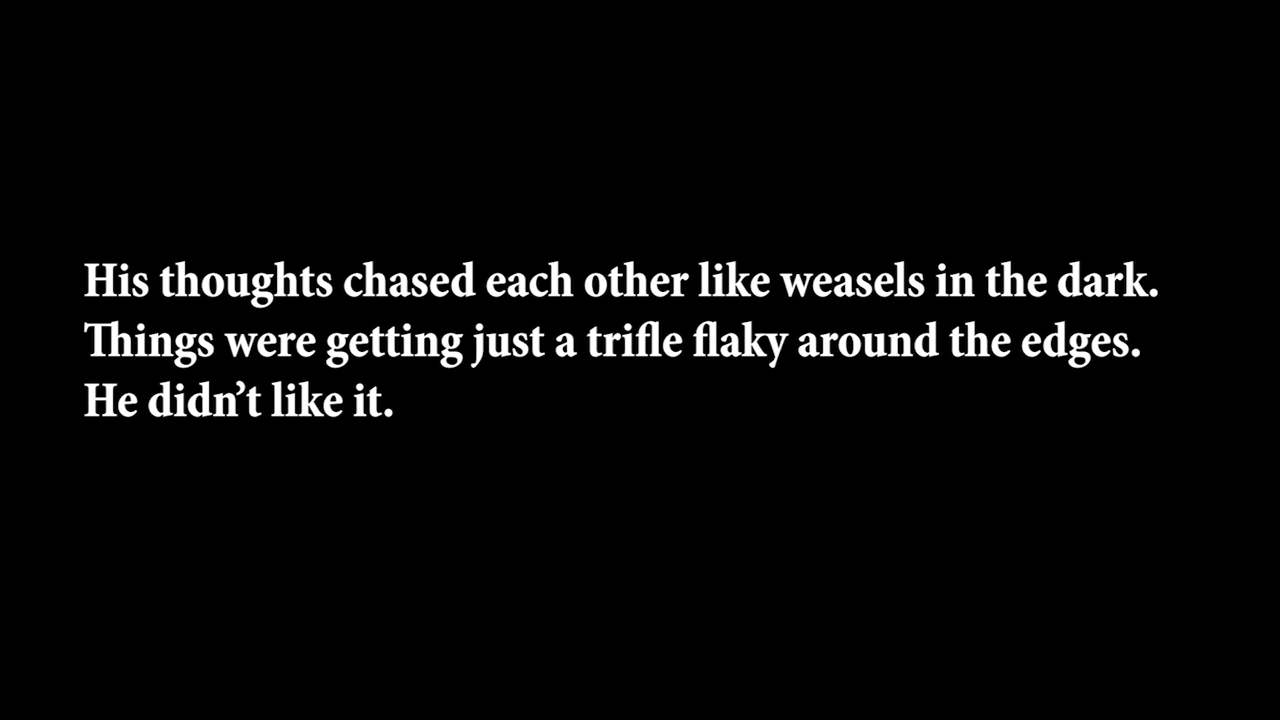 His thoughts chased each other like weasels in the dark.
Things were getting just a trifle flaky around the edges.
He didn’t like it.